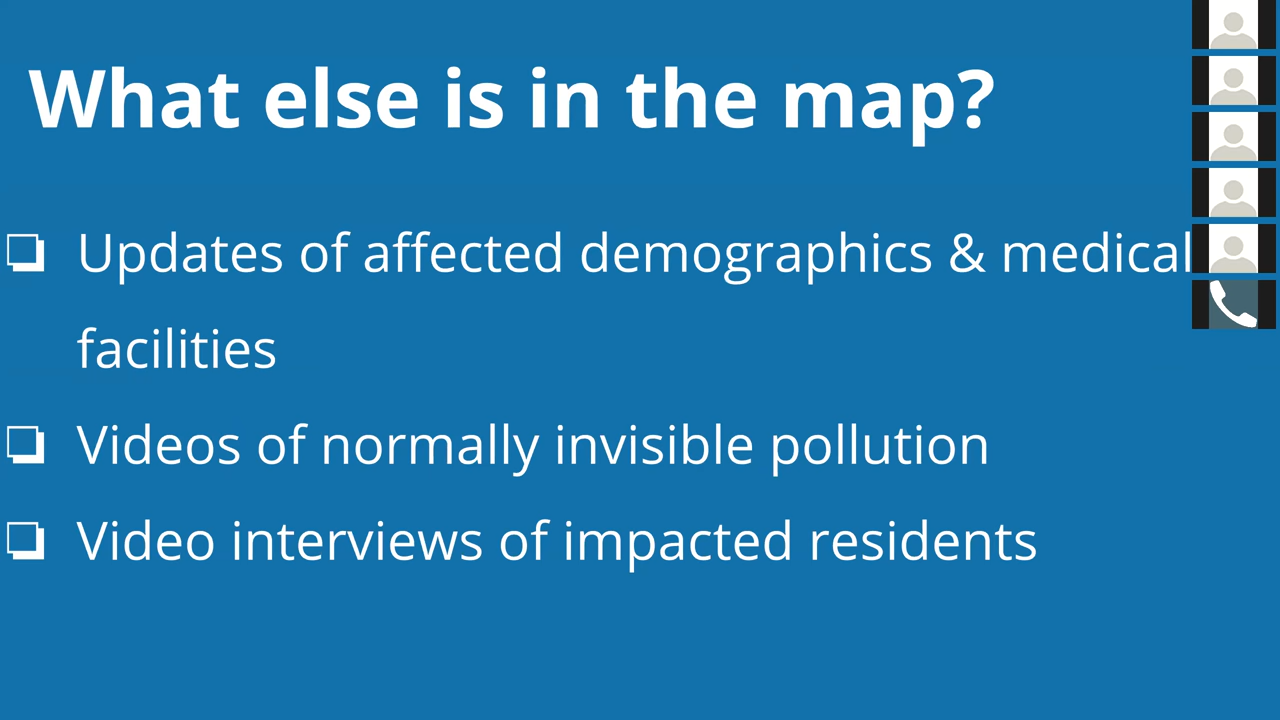 What else is in the map?
❏ Updates of affected demographics & medical
facilities
❏ Videos of normally invisible pollution
❏ Video interviews of impacted residents